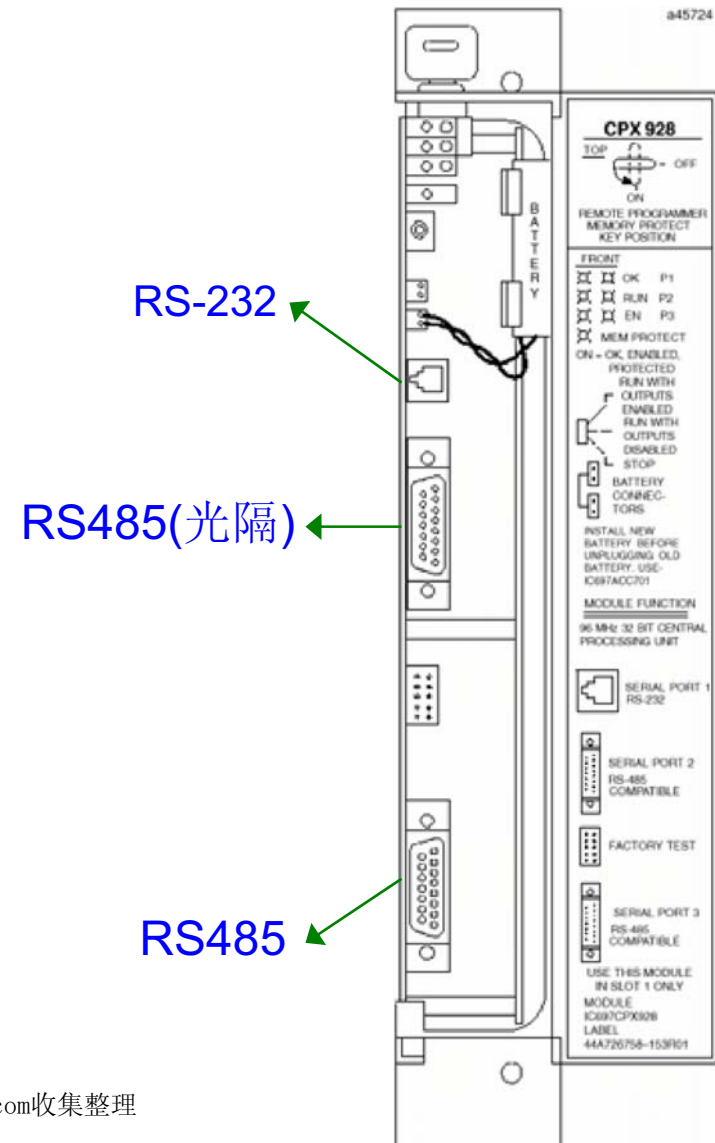 a45724
CPX 928
TOP
OFF
ON
REMOTE PROGRAMMER
MEMORY PROTECT
KEY POSITION
BATTERY
FRONT
OK P1
RUN P2
EN P3
MEM PROTECT
ON = OK, ENABLED,
PROTECTED
RUN WITH
OUTPUTS
ENABLED
RUN WITH
OUTPUTS
DISABLED
STOP
BATTERY
CONNEC-
TORS
INSTALL NEW
BATTERY BEFORE
UNPLUGGING OLD
BATTERY. USE-
IC697ACC701
MODULE FUNCTION
96 MHz 32 BIT CENTRAL
PROCESSING UNIT
SERIAL PORT 1
RS-232
SERIAL PORT 2
RS-485
COMPATIBLE
FACTORY TEST
SERIAL PORT 3
RS-485
COMPATIBLE
USE THIS MODULE
IN SLOT 1 ONLY
MODULE
IC697CPX928
LABEL
44A726758-153R01
RS-232
RS485(光隔)
RS485
com收集整理